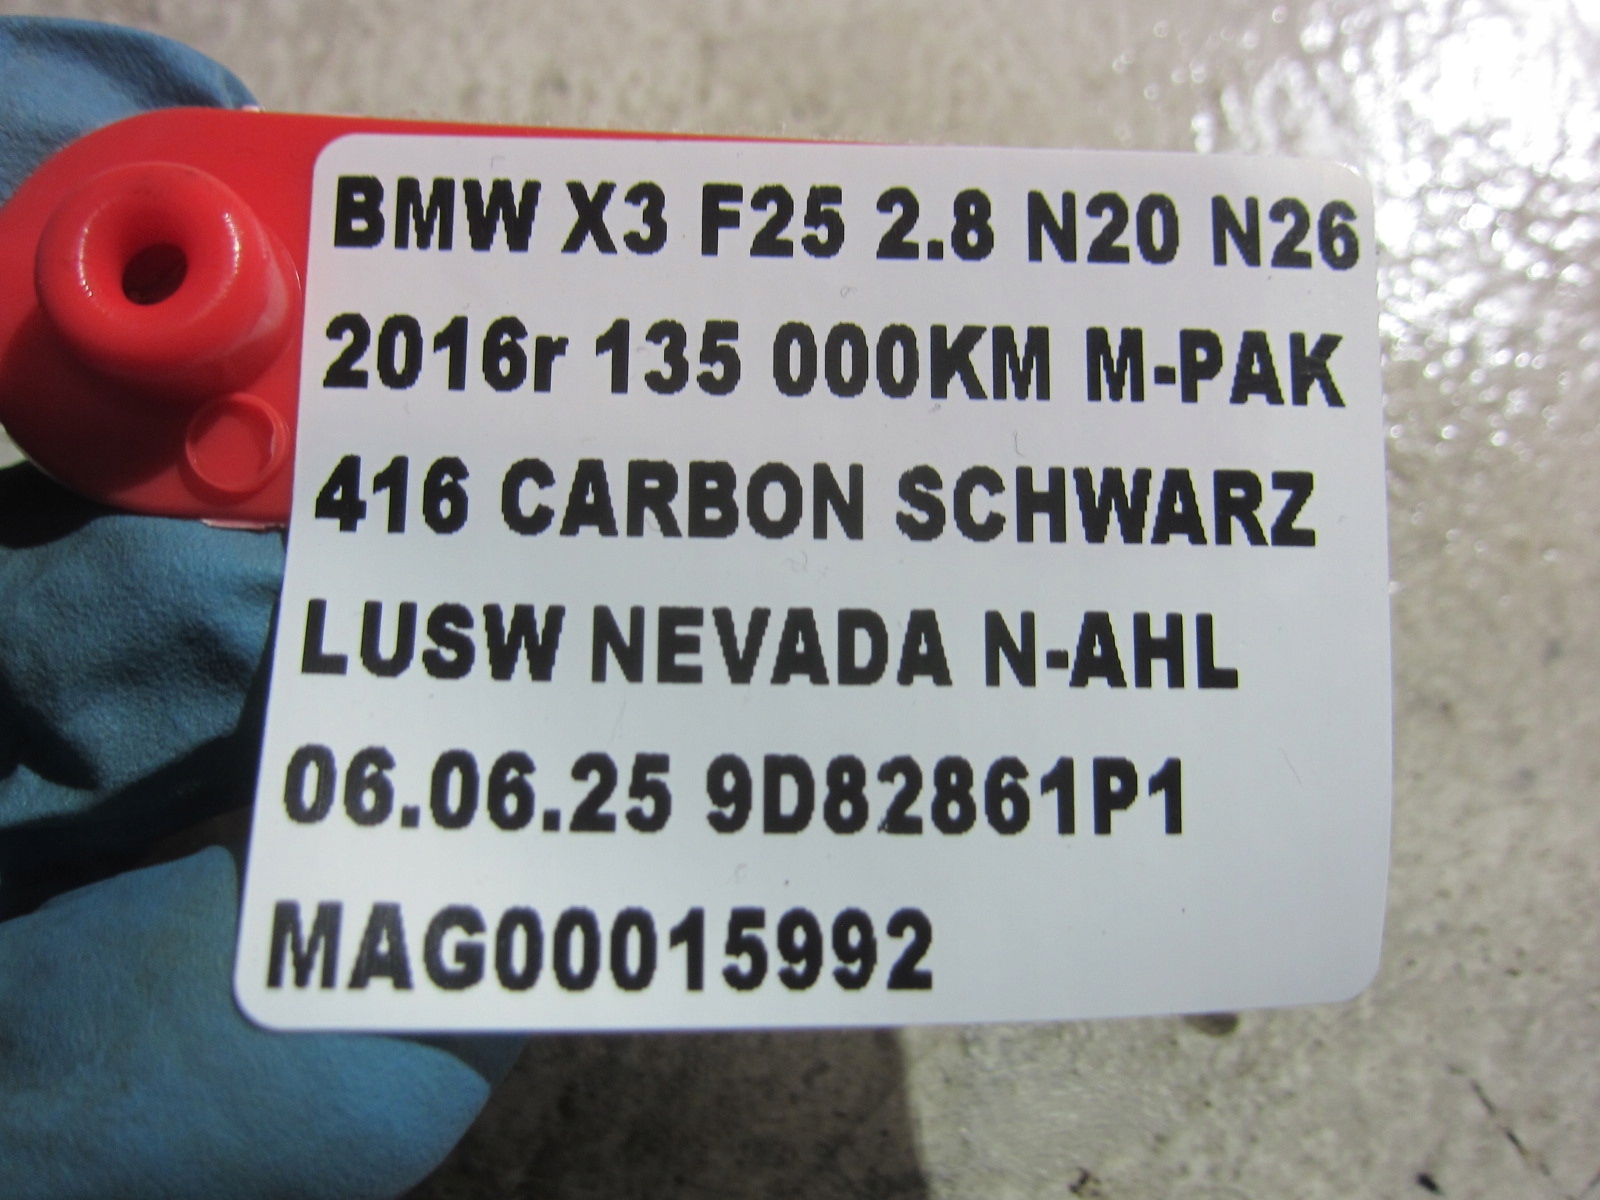 BMW X3 F25 2.8 N20 N26
2016r 135 000KM M-PAK
416 CARBON SCHWARZ
LUSW NEVADA N-AHL
06.06.25 9D82861P1
MAG00015992